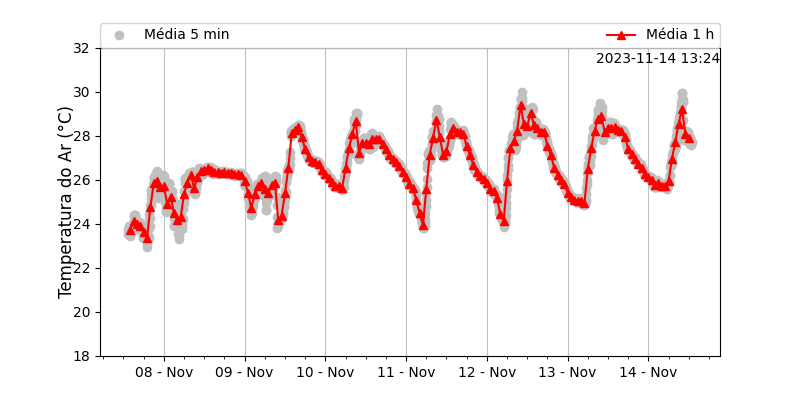 Média 5 min
Média 1 h
2023-11-14 13:24
Temperatura do Ar (°C)
32
30
28
26
24
22
20
18
08 - Nov
09 - Nov
10 - Nov
11 - Nov
12 - Nov
13 - Nov
14 - Nov